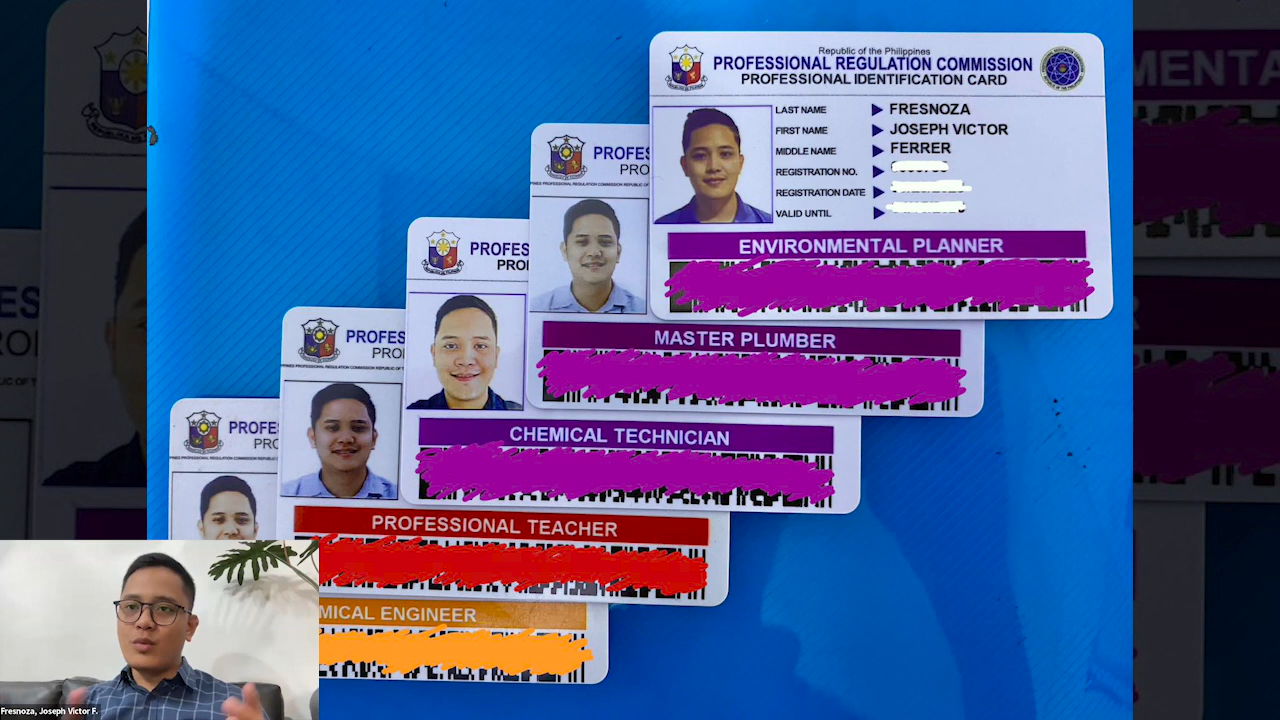 Republic of the Philippines
PROFESSIONAL REGULATION COMMISSION
PROFESSIONAL IDENTIFICATION CARD
LAST NAME FRESNOZA
FIRST NAME JOSEPH VICTOR
MIDDLE NAME FERRER
REGISTRATION NO.
REGISTRATION DATE
VALID UNTIL
ENVIRONMENTAL PLANNER
PROFES
PRO
MASTER PLUMBER
PROFES
PRO
CHEMICAL TECHNICIAN
PROFES
PRO
PROFESSIONAL TEACHER
PROFE
PRO
MICAL ENGINEER
Fresnoza, Joseph Victor F.
MENTA